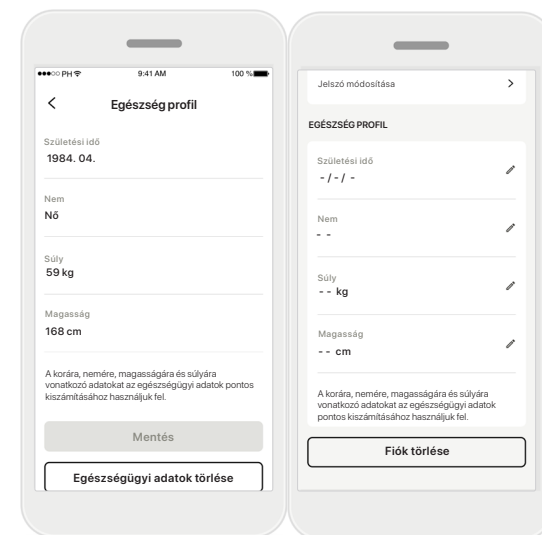 PH
9:41 AM
100 %
Egészség profil
Születési idő
1984. 04.
Nem
Nő
Súly
59 kg
Magasság
168 cm
A korára, nemére, magasságára és súlyára
vonatkozó adatokat az egészségügyi adatok pontos
kiszámításához használjuk fel.
Mentés
Egészségügyi adatok törlése
Jelszó módosítása
EGÉSZSÉG PROFIL
Születési idő
- / - / -
Nem
- -
Súly
- - kg
Magasság
- - cm
A korára, nemére, magasságára és súlyára
vonatkozó adatokat az egészségügyi adatok
pontos kiszámításához használjuk fel.
Fiók törlése